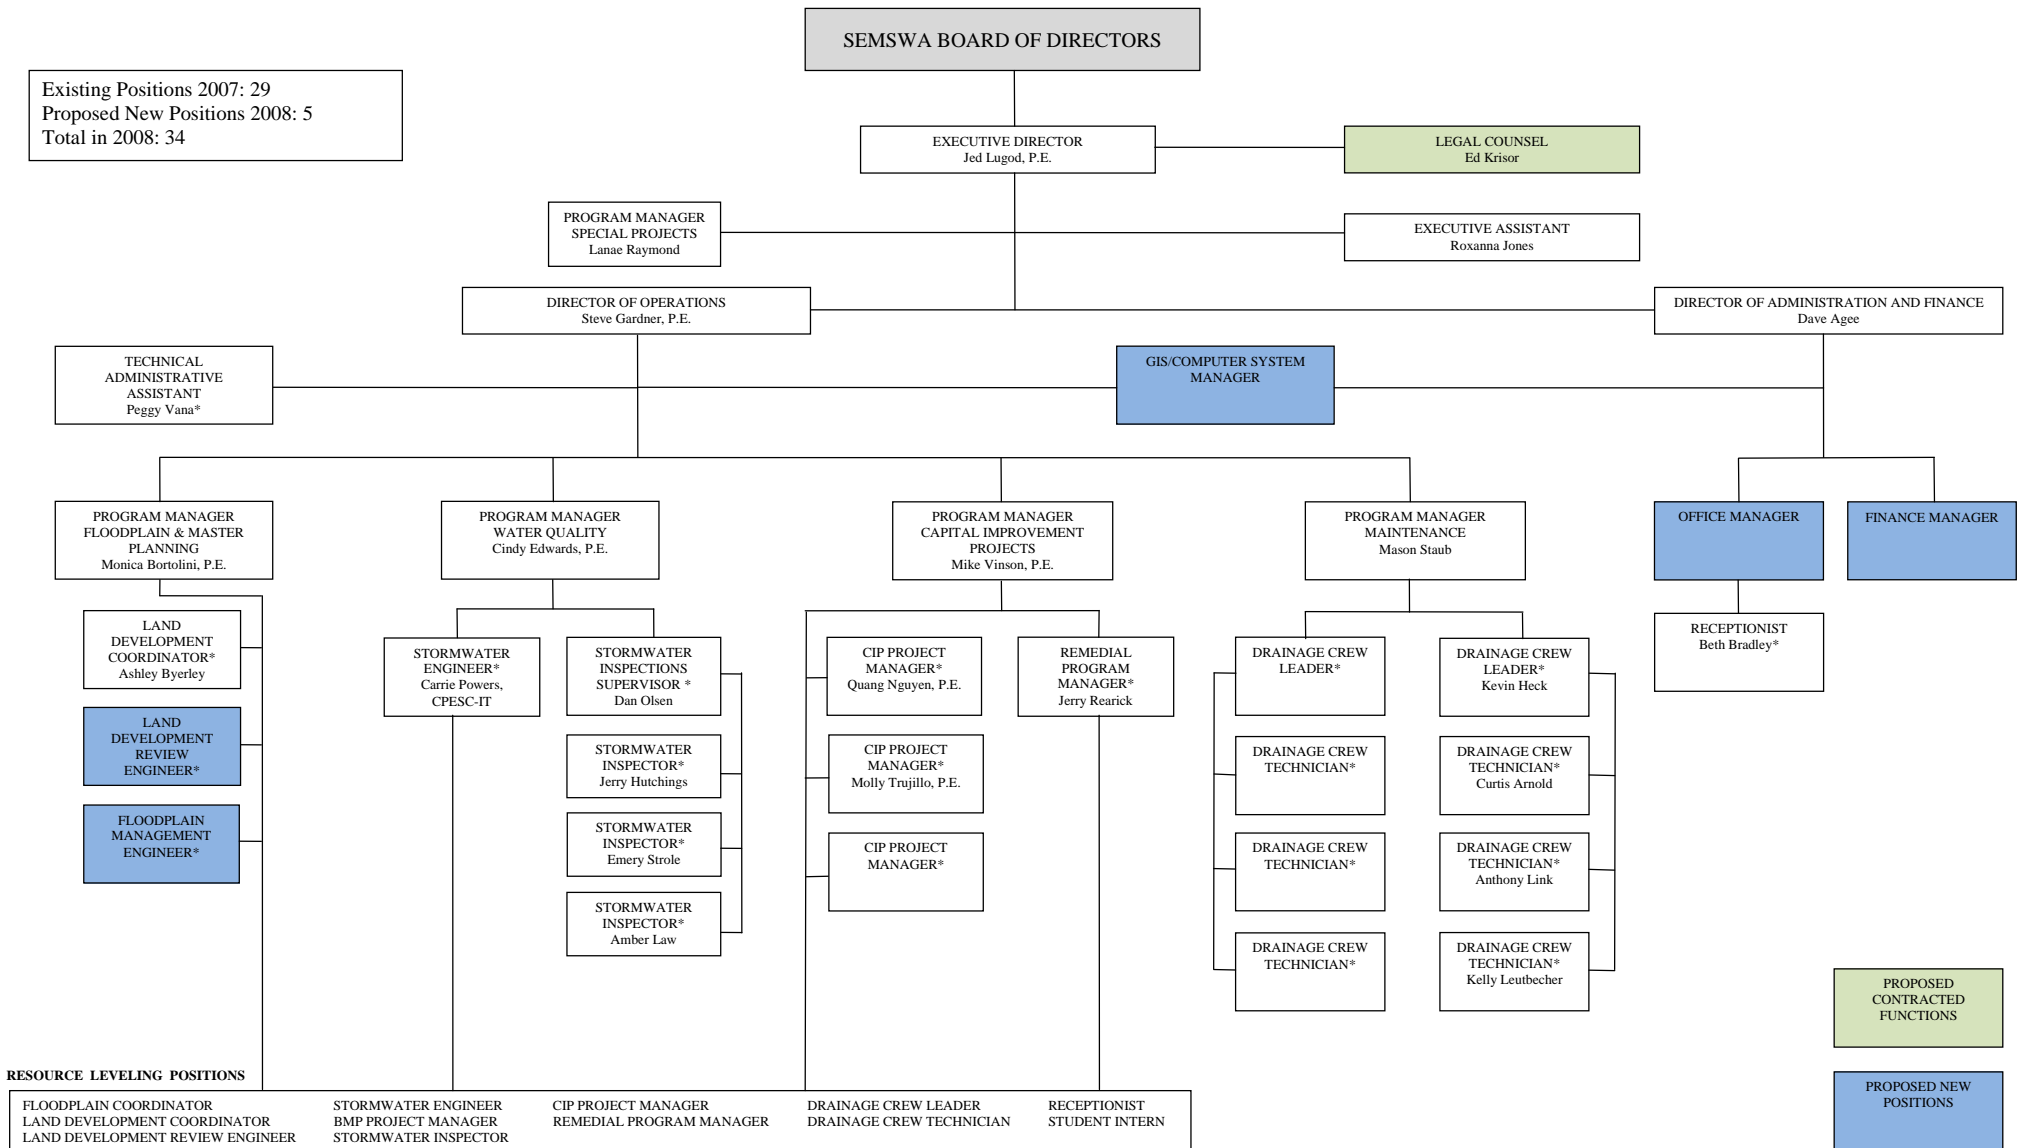 SEMSWA BOARD OF DIRECTORS
Existing Positions 2007: 29
Proposed New Positions 2008: 5
Total in 2008: 34
EXECUTIVE DIRECTOR
Jed Lugod, P.E.
LEGAL COUNSEL
Ed Krisor
PROGRAM MANAGER
SPECIAL PROJECTS
Lanae Raymond
EXECUTIVE ASSISTANT
Roxanna Jones
DIRECTOR OF OPERATIONS
Steve Gardner, P.E.
DIRECTOR OF ADMINISTRATION AND FINANCE
Dave Agee
TECHNICAL
ADMINISTRATIVE
ASSISTANT
Peggy Vana*
GIS/COMPUTER SYSTEM
MANAGER
PROGRAM MANAGER
FLOODPLAIN & MASTER
PLANNING
Monica Bortolini, P.E.
PROGRAM MANAGER
WATER QUALITY
Cindy Edwards, P.E.
PROGRAM MANAGER
CAPITAL IMPROVEMENT
PROJECTS
Mike Vinson, P.E.
PROGRAM MANAGER
MAINTENANCE
Mason Staub
OFFICE MANAGER
FINANCE MANAGER
LAND
DEVELOPMENT
COORDINATOR*
Ashley Byerley
LAND
DEVELOPMENT
REVIEW
ENGINEER*
FLOODPLAIN
MANAGEMENT
ENGINEER*
STORMWATER
ENGINEER*
Carrie Powers,
CPESC-IT
STORMWATER
INSPECTIONS
SUPERVISOR *
Dan Olsen
STORMWATER
INSPECTOR*
Jerry Hutchings
STORMWATER
INSPECTOR*
Emery Strole
STORMWATER
INSPECTOR*
Amber Law
CIP PROJECT
MANAGER*
Quang Nguyen, P.E.
CIP PROJECT
MANAGER*
Molly Trujillo, P.E.
CIP PROJECT
MANAGER*
REMEDIAL
PROGRAM
MANAGER*
Jerry Rearick
DRAINAGE CREW
LEADER*
DRAINAGE CREW
TECHNICIAN*
DRAINAGE CREW
TECHNICIAN*
DRAINAGE CREW
TECHNICIAN*
DRAINAGE CREW
LEADER*
Kevin Heck
DRAINAGE CREW
TECHNICIAN*
Curtis Arnold
DRAINAGE CREW
TECHNICIAN*
Anthony Link
DRAINAGE CREW
TECHNICIAN*
Kelly Leutbecher
RECEPTIONIST
Beth Bradley*
PROPOSED
CONTRACTED
FUNCTIONS
PROPOSED NEW
POSITIONS
RESOURCE LEVELING POSITIONS
FLOODPLAIN COORDINATOR
LAND DEVELOPMENT COORDINATOR
LAND DEVELOPMENT REVIEW ENGINEER
STORMWATER ENGINEER
BMP PROJECT MANAGER
STORMWATER INSPECTOR
CIP PROJECT MANAGER
REMEDIAL PROGRAM MANAGER
DRAINAGE CREW LEADER
DRAINAGE CREW TECHNICIAN
RECEPTIONIST
STUDENT INTERN